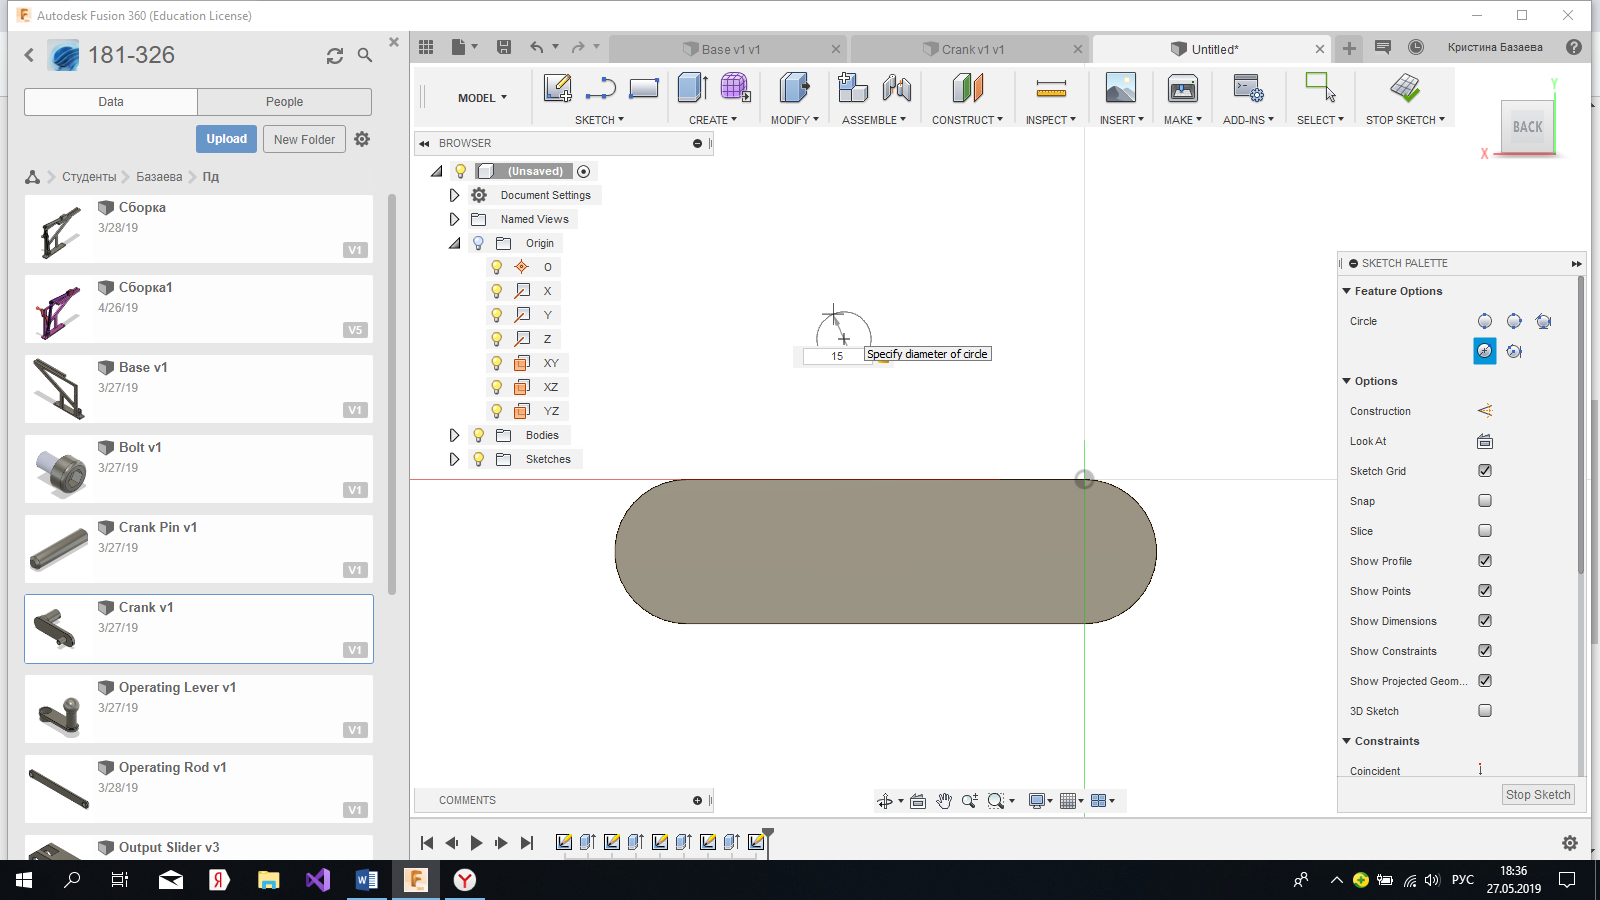 Autodesk Fusion 360 (Education License)
181-326
Data
People
Upload
New Folder
Студенты
Базаева
Пд
Сборка
3/28/19
V1
Сборка1
4/26/19
V5
Base v1
3/27/19
V1
Bolt v1
3/27/19
V1
Crank Pin v1
3/27/19
V1
Crank v1
3/27/19
V1
Operating Lever v1
3/27/19
V1
Operating Rod v1
3/28/19
V1
Output Slider v3
Base v1 v1
Crank v1 v1
Untitled*
Кристина Базаева
MODEL
SKETCH
CREATE
MODIFY
ASSEMBLE
CONSTRUCT
INSPECT
INSERT
MAKE
ADD-INS
SELECT
STOP SKETCH
Y
BACK
X
BROWSER
(Unsaved)
Document Settings
Named Views
Origin
O
X
Y
Z
XY
XZ
YZ
Bodies
Sketches
15
Specify diameter of circle
SKETCH PALETTE
Feature Options
Circle
Options
Construction
Look At
Sketch Grid
Snap
Slice
Show Profile
Show Points
Show Dimensions
Show Constraints
Show Projected Geom...
3D Sketch
Constraints
Coincident
Stop Sketch
COMMENTS
РУС
18:36
27.05.2019